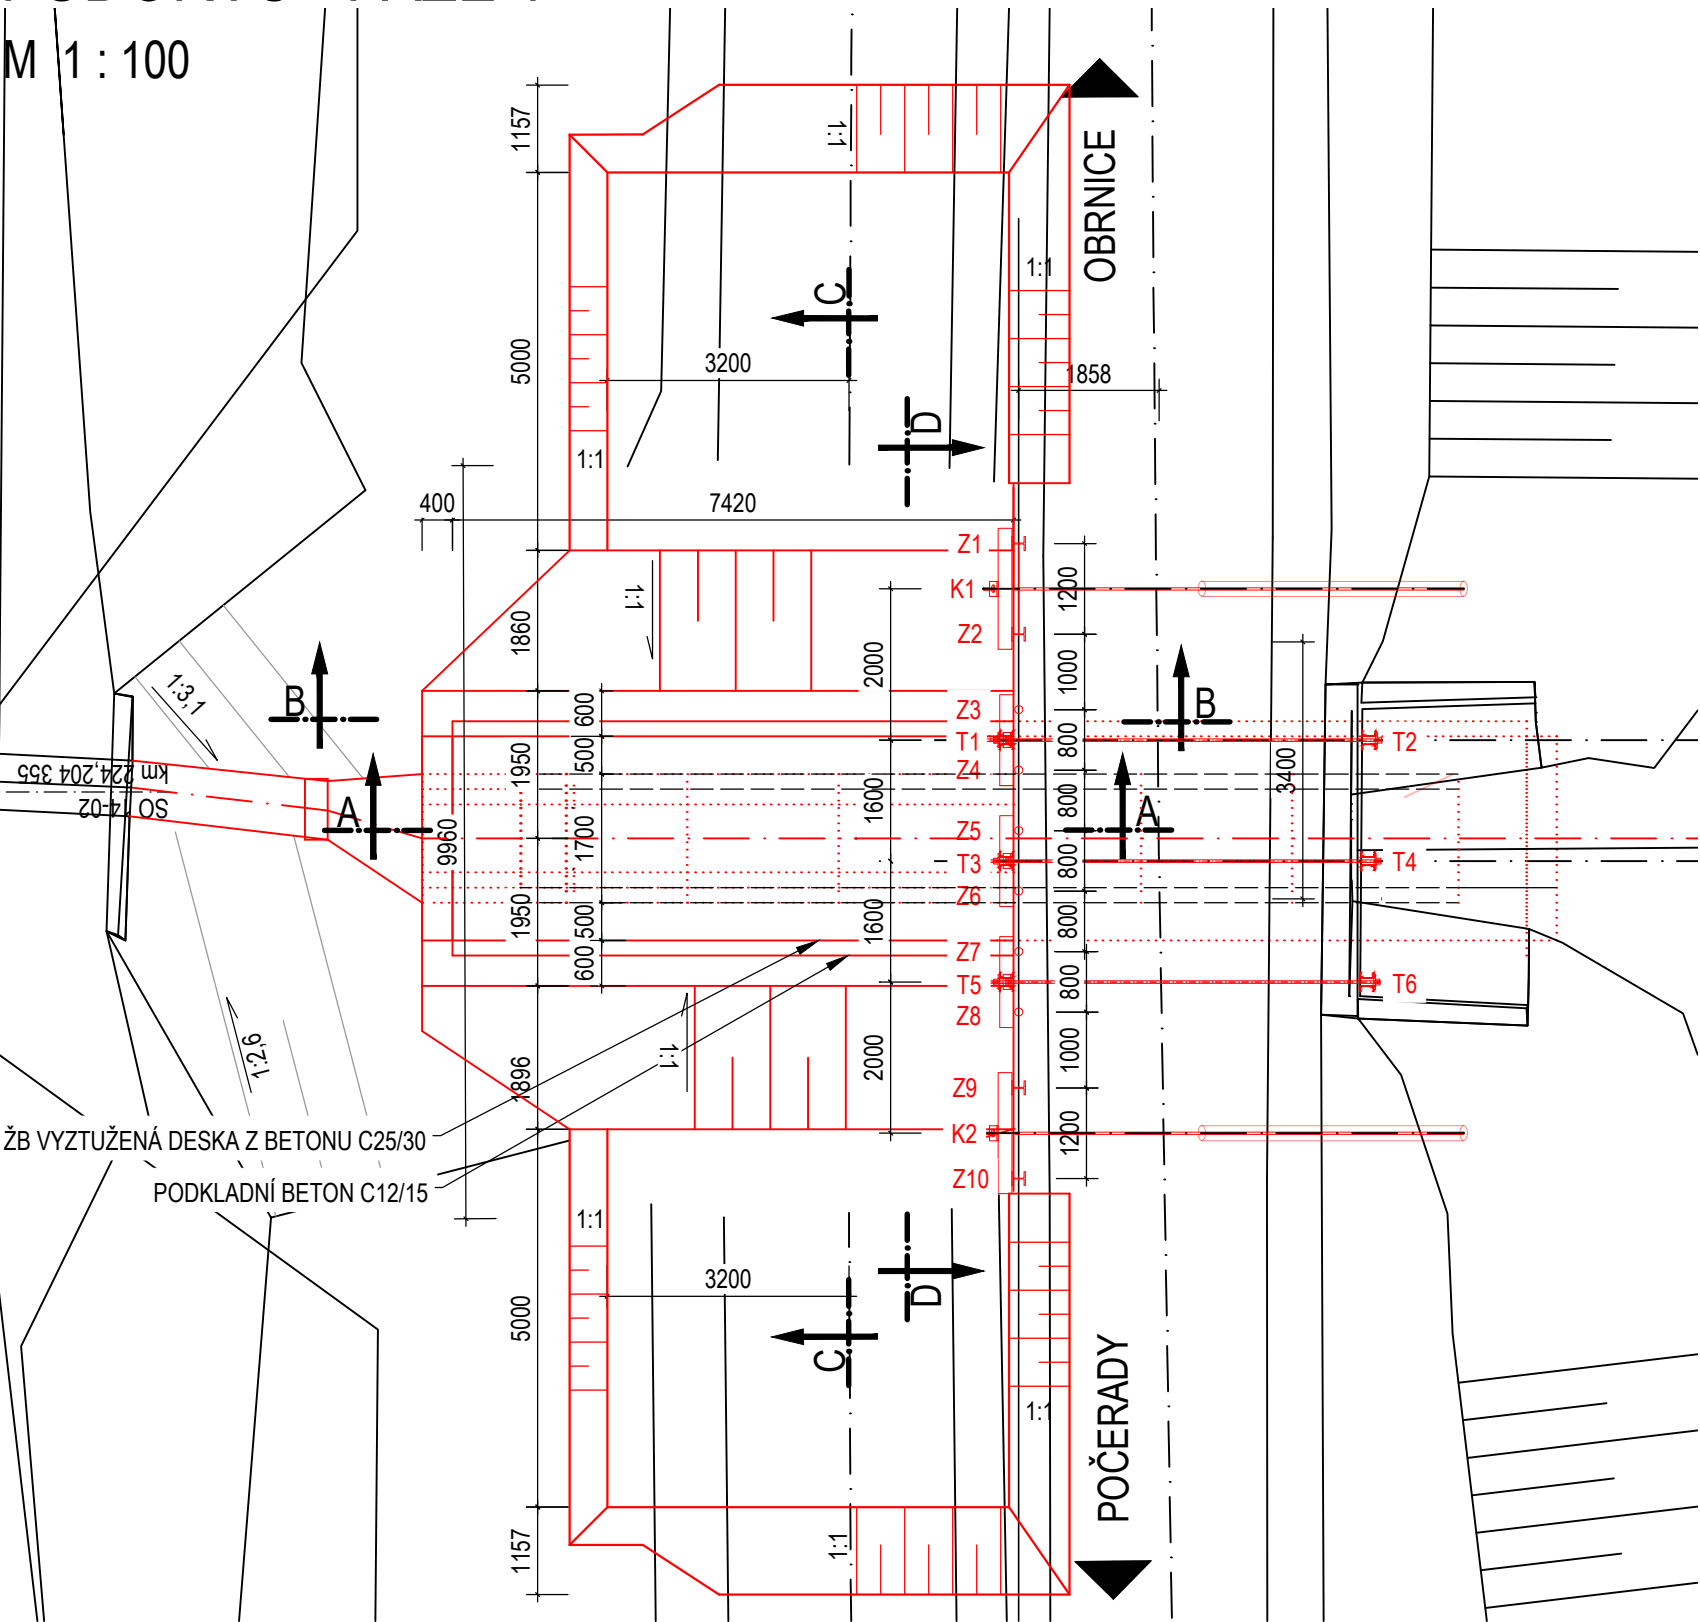 M 1 : 100
1157
1:1
OBRNICE
C
1:1
5000
3200
1858
D
1:1
400
7420
Z1
K1
1200
1:1
Z2
1860
2000
1000
1:3,1
B
600
Z3
B
T1
800
T2
500
1950
Z4
km 224,204 355
SO 14-02
3400
A
1600
800
A
9960
1700
Z5
T3
800
T4
Z6
1950
500
1600
800
600
Z7
T5
800
T6
Z8
1:2,6
1:1
2000
1000
1896
Z9
ŽB VYZTUŽENÁ DESKA Z BETONU C25/30
K2
1200
PODKLADNÍ BETON C12/15
Z10
1:1
3200
D
5000
C
POČERADY
1:1
1157
1:1